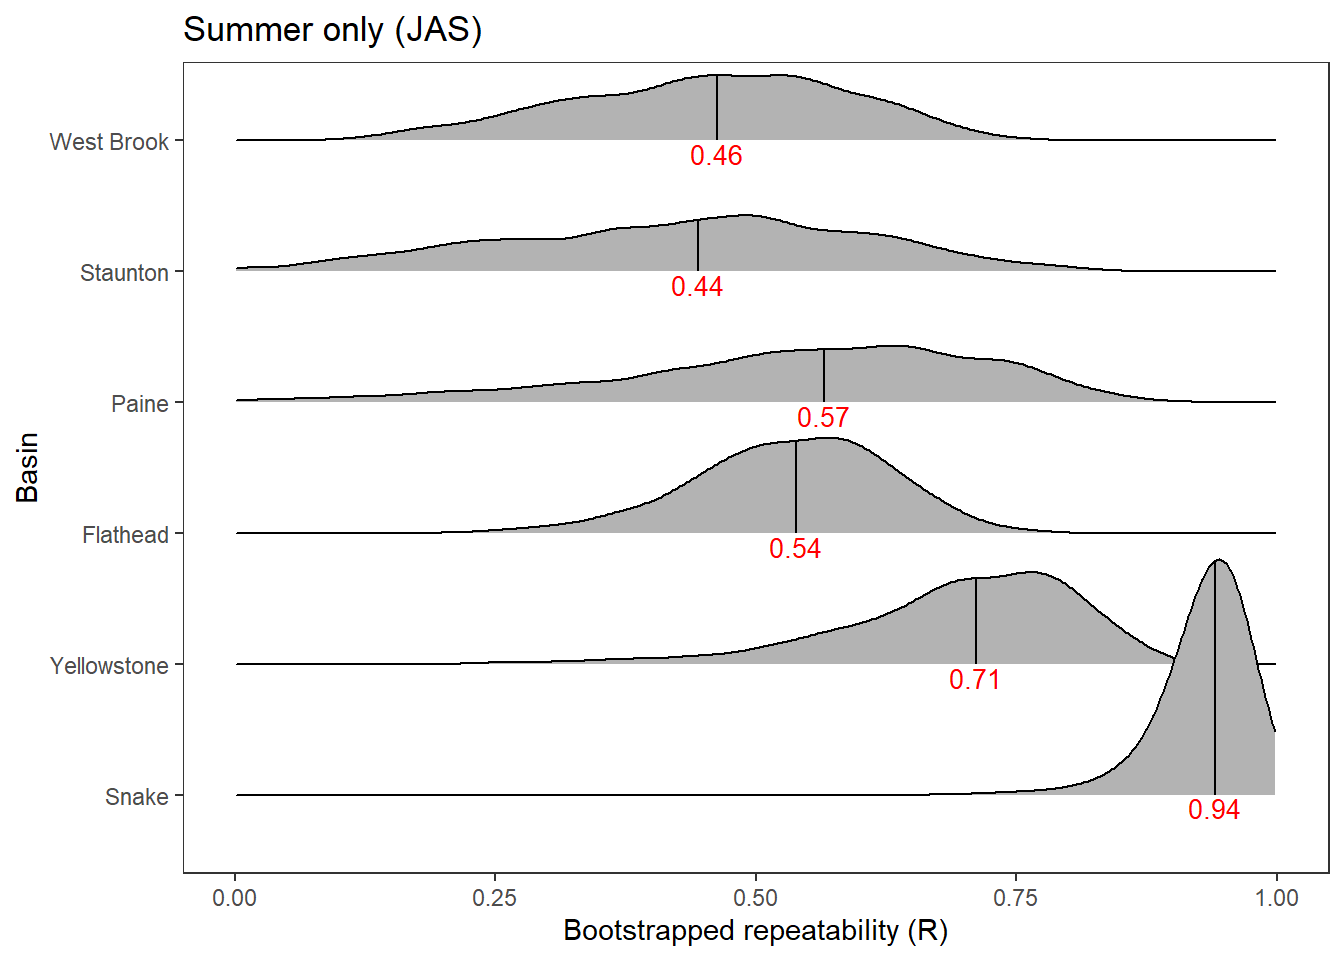 Summer only (JAS)
West Brook
0.46
Staunton
0.44
Paine
0.57
Basin
Flathead
0.54
Yellowstone
0.71
Snake
0.94
0.00 0.25 0.50 0.75 1.00
Bootstrapped repeatability (R)